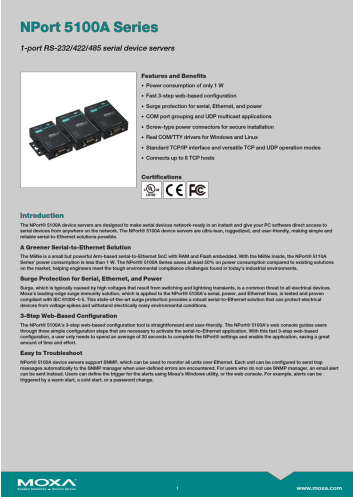 NPort 5100A Series
1-port RS-232/422/485 serial device servers
Features and Benefits
• Power consumption of only 1 W
• Fast 3-step web-based configuration
• Surge protection for serial, Ethernet, and power
• COM port grouping and UDP multicast applications
• Screw-type power connectors for secure installation
• Real COM/TTY drivers for Windows and Linux
• Standard TCP/IP interface and versatile TCP and UDP operation modes
• Connects up to 8 TCP hosts
Certifications
UL
LISTED
CE
FC
Introduction
The NPort® 5100A device servers are designed to make serial devices network-ready in an instant and give your PC software direct access to
serial devices from anywhere on the network. The NPort® 5100A device servers are ultra-lean, ruggedized, and user-friendly, making simple and
reliable serial-to-Ethernet solutions possible.
A Greener Serial-to-Ethernet Solution
The MiiNe is a small but powerful Arm-based serial-to-Ethernet SoC with RAM and Flash embedded. With the MiiNe inside, the NPort® 5110A
Series' power consumption is less than 1 W. The NPort® 5100A Series saves at least 50% on power consumption compared to existing solutions
on the market, helping engineers meet the tough environmental compliance challenges found in today's industrial environments.
Surge Protection for Serial, Ethernet, and Power
Surge, which is typically caused by high voltages that result from switching and lightning transients, is a common threat to all electrical devices.
Moxa's leading-edge surge immunity solution, which is applied to the NPort® 5100A's serial, power, and Ethernet lines, is tested and proven
compliant with IEC 61000-4-5. This state-of-the-art surge protection provides a robust serial-to-Ethernet solution that can protect electrical
devices from voltage spikes and withstand electrically noisy environmental conditions.
3-Step Web-Based Configuration
The NPort® 5100A's 3-step web-based configuration tool is straightforward and user-friendly. The NPort® 5100A's web console guides users
through three simple configuration steps that are necessary to activate the serial-to-Ethernet application. With this fast 3-step web-based
configuration, a user only needs to spend an average of 30 seconds to complete the NPort® settings and enable the application, saving a great
amount of time and effort.
Easy to Troubleshoot
NPort® 5100A device servers support SNMP, which can be used to monitor all units over Ethernet. Each unit can be configured to send trap
messages automatically to the SNMP manager when user-defined errors are encountered. For users who do not use SNMP manager, an email alert
can be sent instead. Users can define the trigger for the alerts using Moxa's Windows utility, or the web console. For example, alerts can be
triggered by a warm start, a cold start, or a password change.
MOXA®
1
www.moxa.com